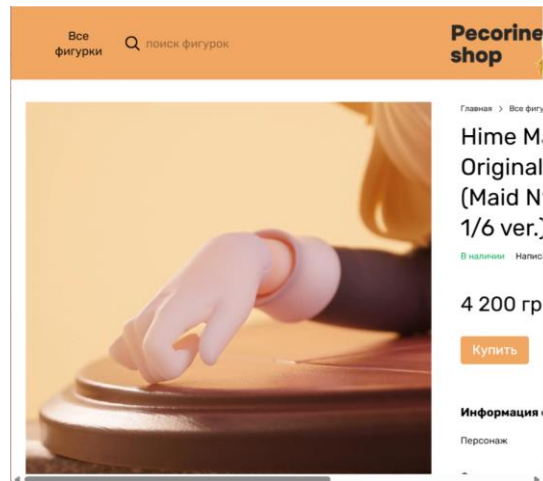 Все
фигурки
поиск фигурок
Pecorine
shop
Главная > Все фигу
Hime Ma
Original
(Maid N
1/6 ver.)
В наличии Напис
4 200 гр
Купить
Информация
Персонаж